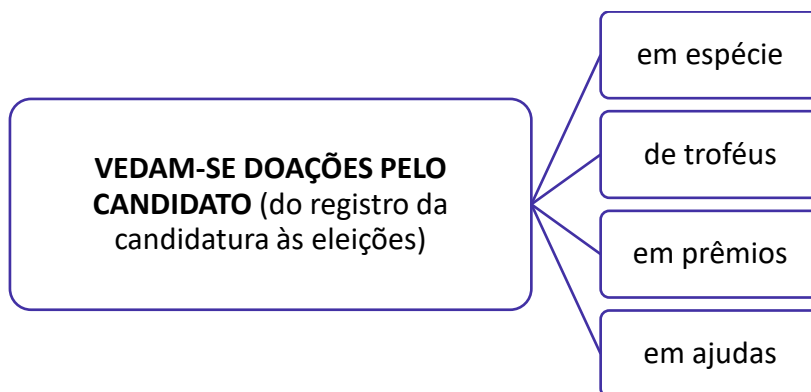 VEDAM-SE DOAÇÕES PELO
CANDIDATO (do registro da
candidatura às eleições)
em espécie
de troféus
em prêmios
em ajudas